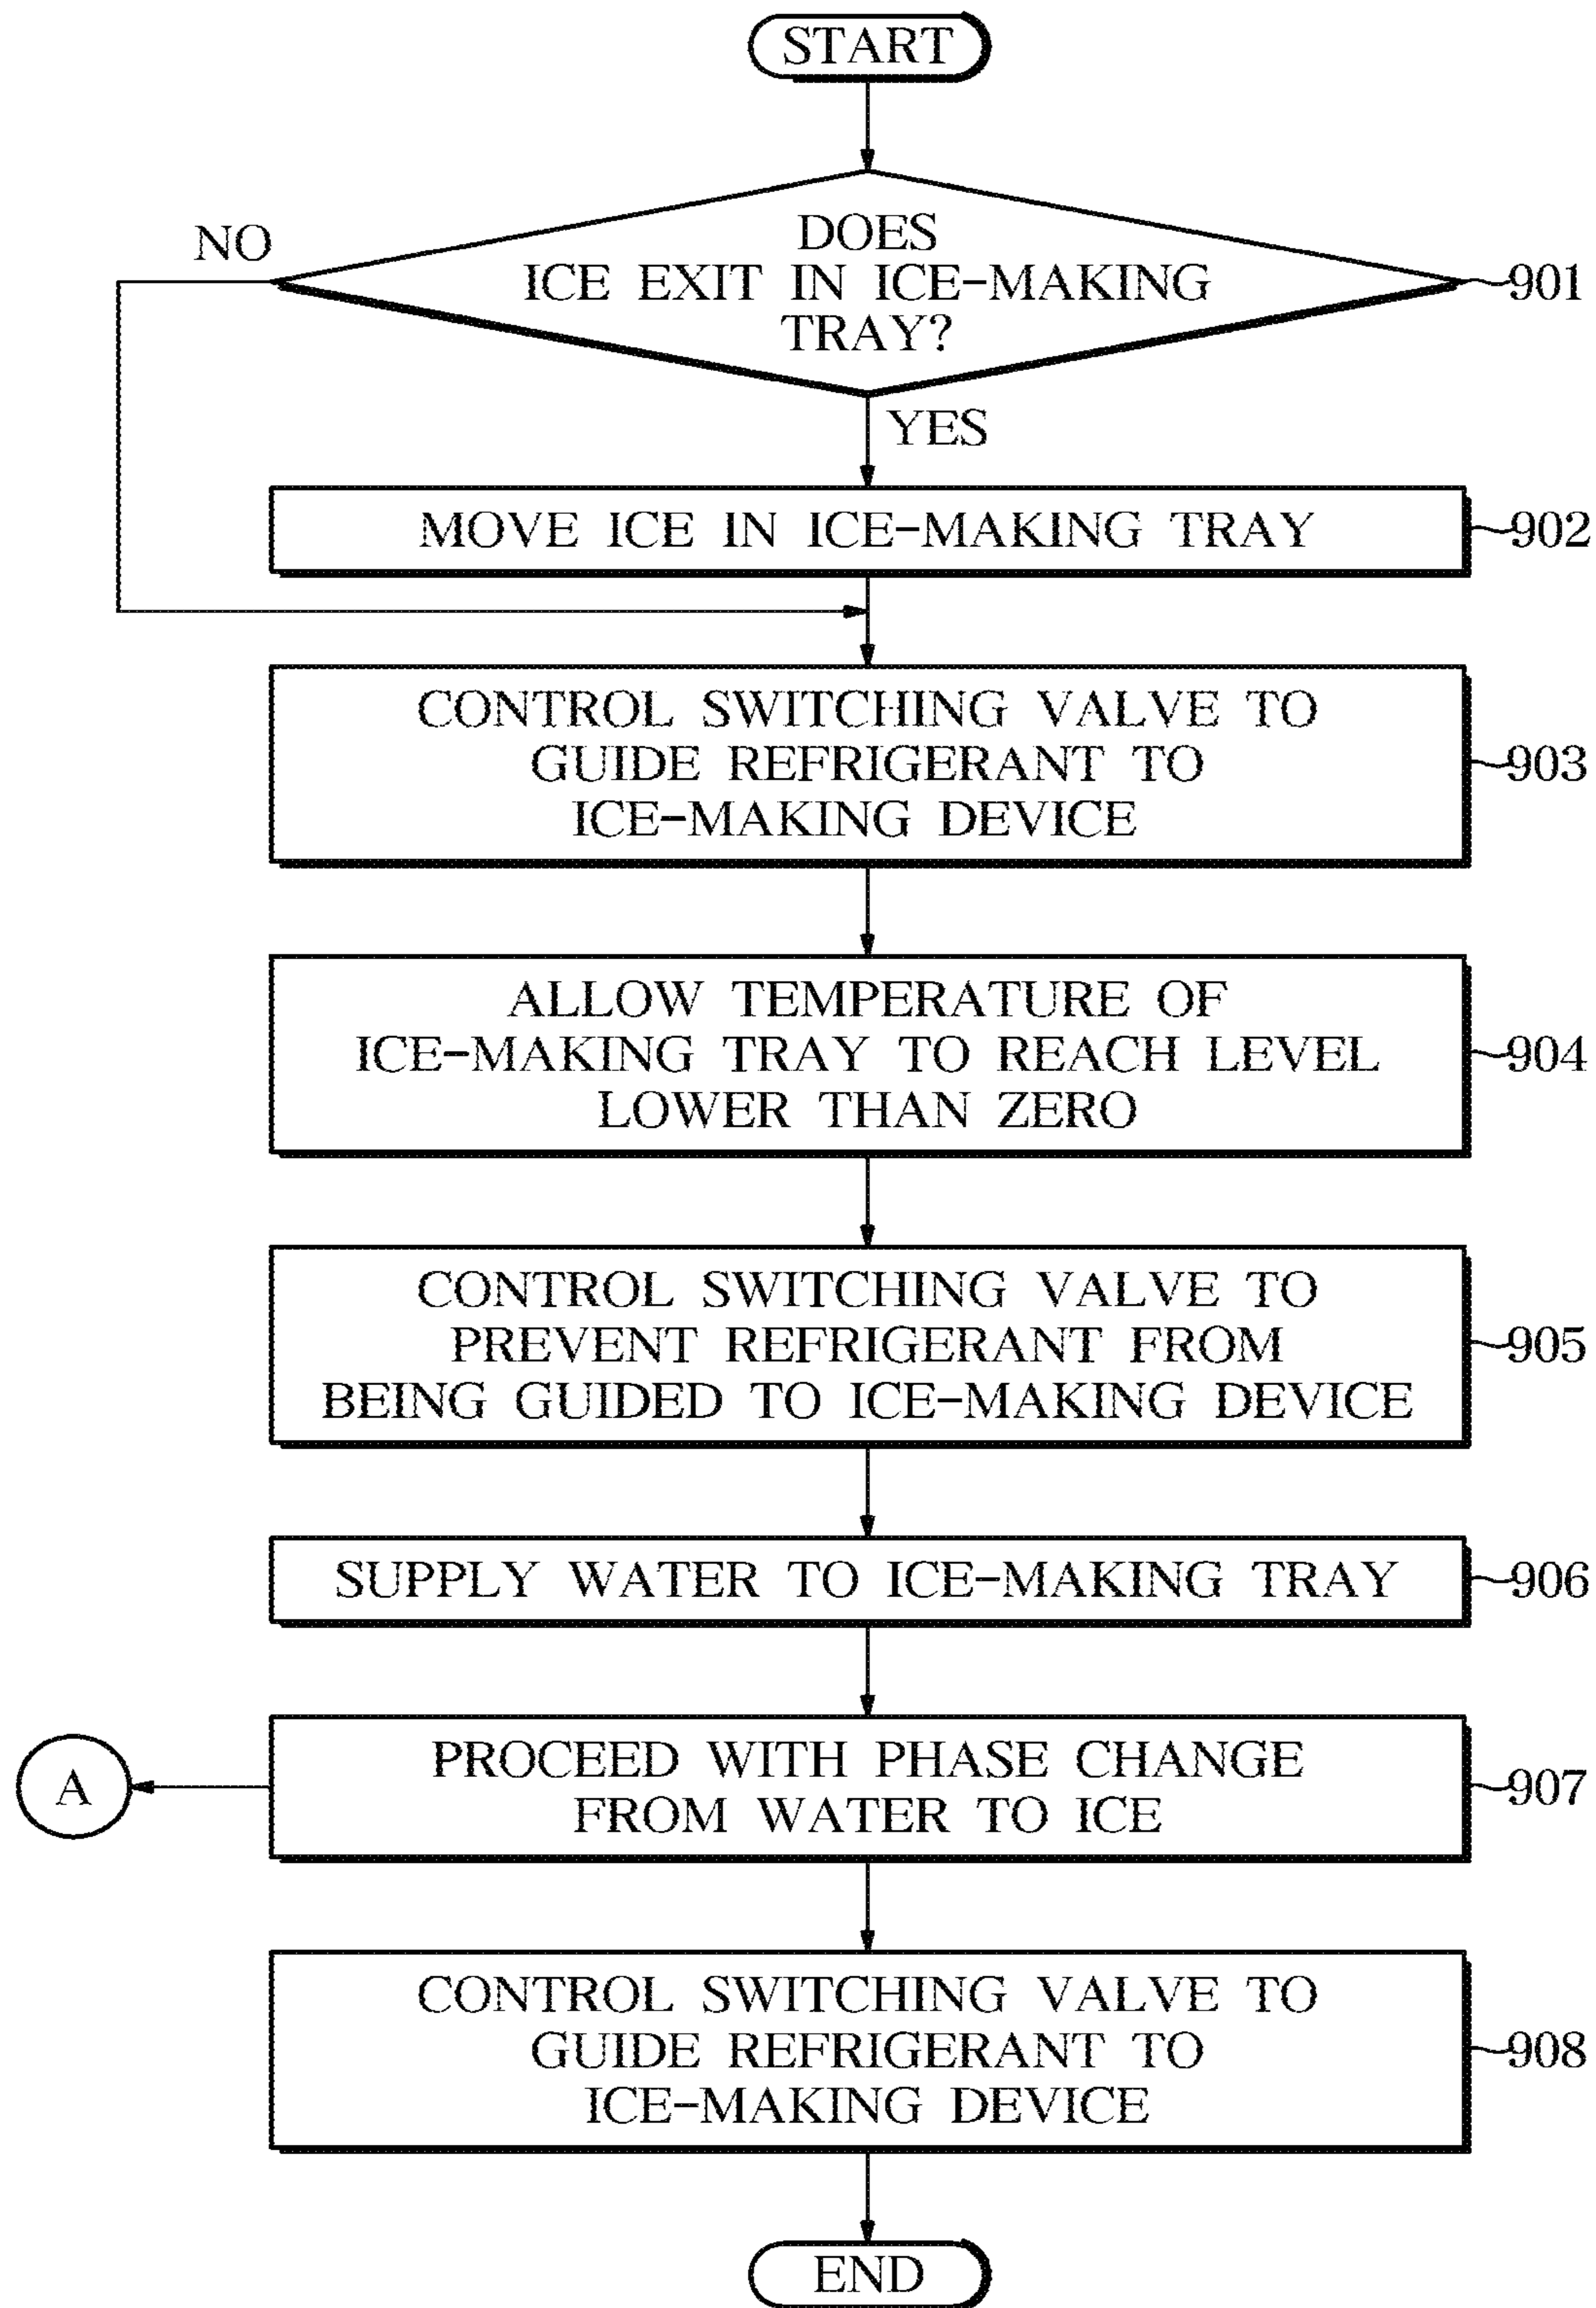 START
NO
DOES
ICE EXIT IN ICE-MAKING
TRAY?
901
YES
MOVE ICE IN ICE-MAKING TRAY
902
CONTROL SWITCHING VALVE TO
GUIDE REFRIGERANT TO
ICE-MAKING DEVICE
903
ALLOW TEMPERATURE OF
ICE-MAKING TRAY TO REACH LEVEL
LOWER THAN ZERO
904
CONTROL SWITCHING VALVE TO
PREVENT REFRIGERANT FROM
BEING GUIDED TO ICE-MAKING DEVICE
905
SUPPLY WATER TO ICE-MAKING TRAY
906
A
PROCEED WITH PHASE CHANGE
FROM WATER TO ICE
907
CONTROL SWITCHING VALVE TO
GUIDE REFRIGERANT TO
ICE-MAKING DEVICE
908
END